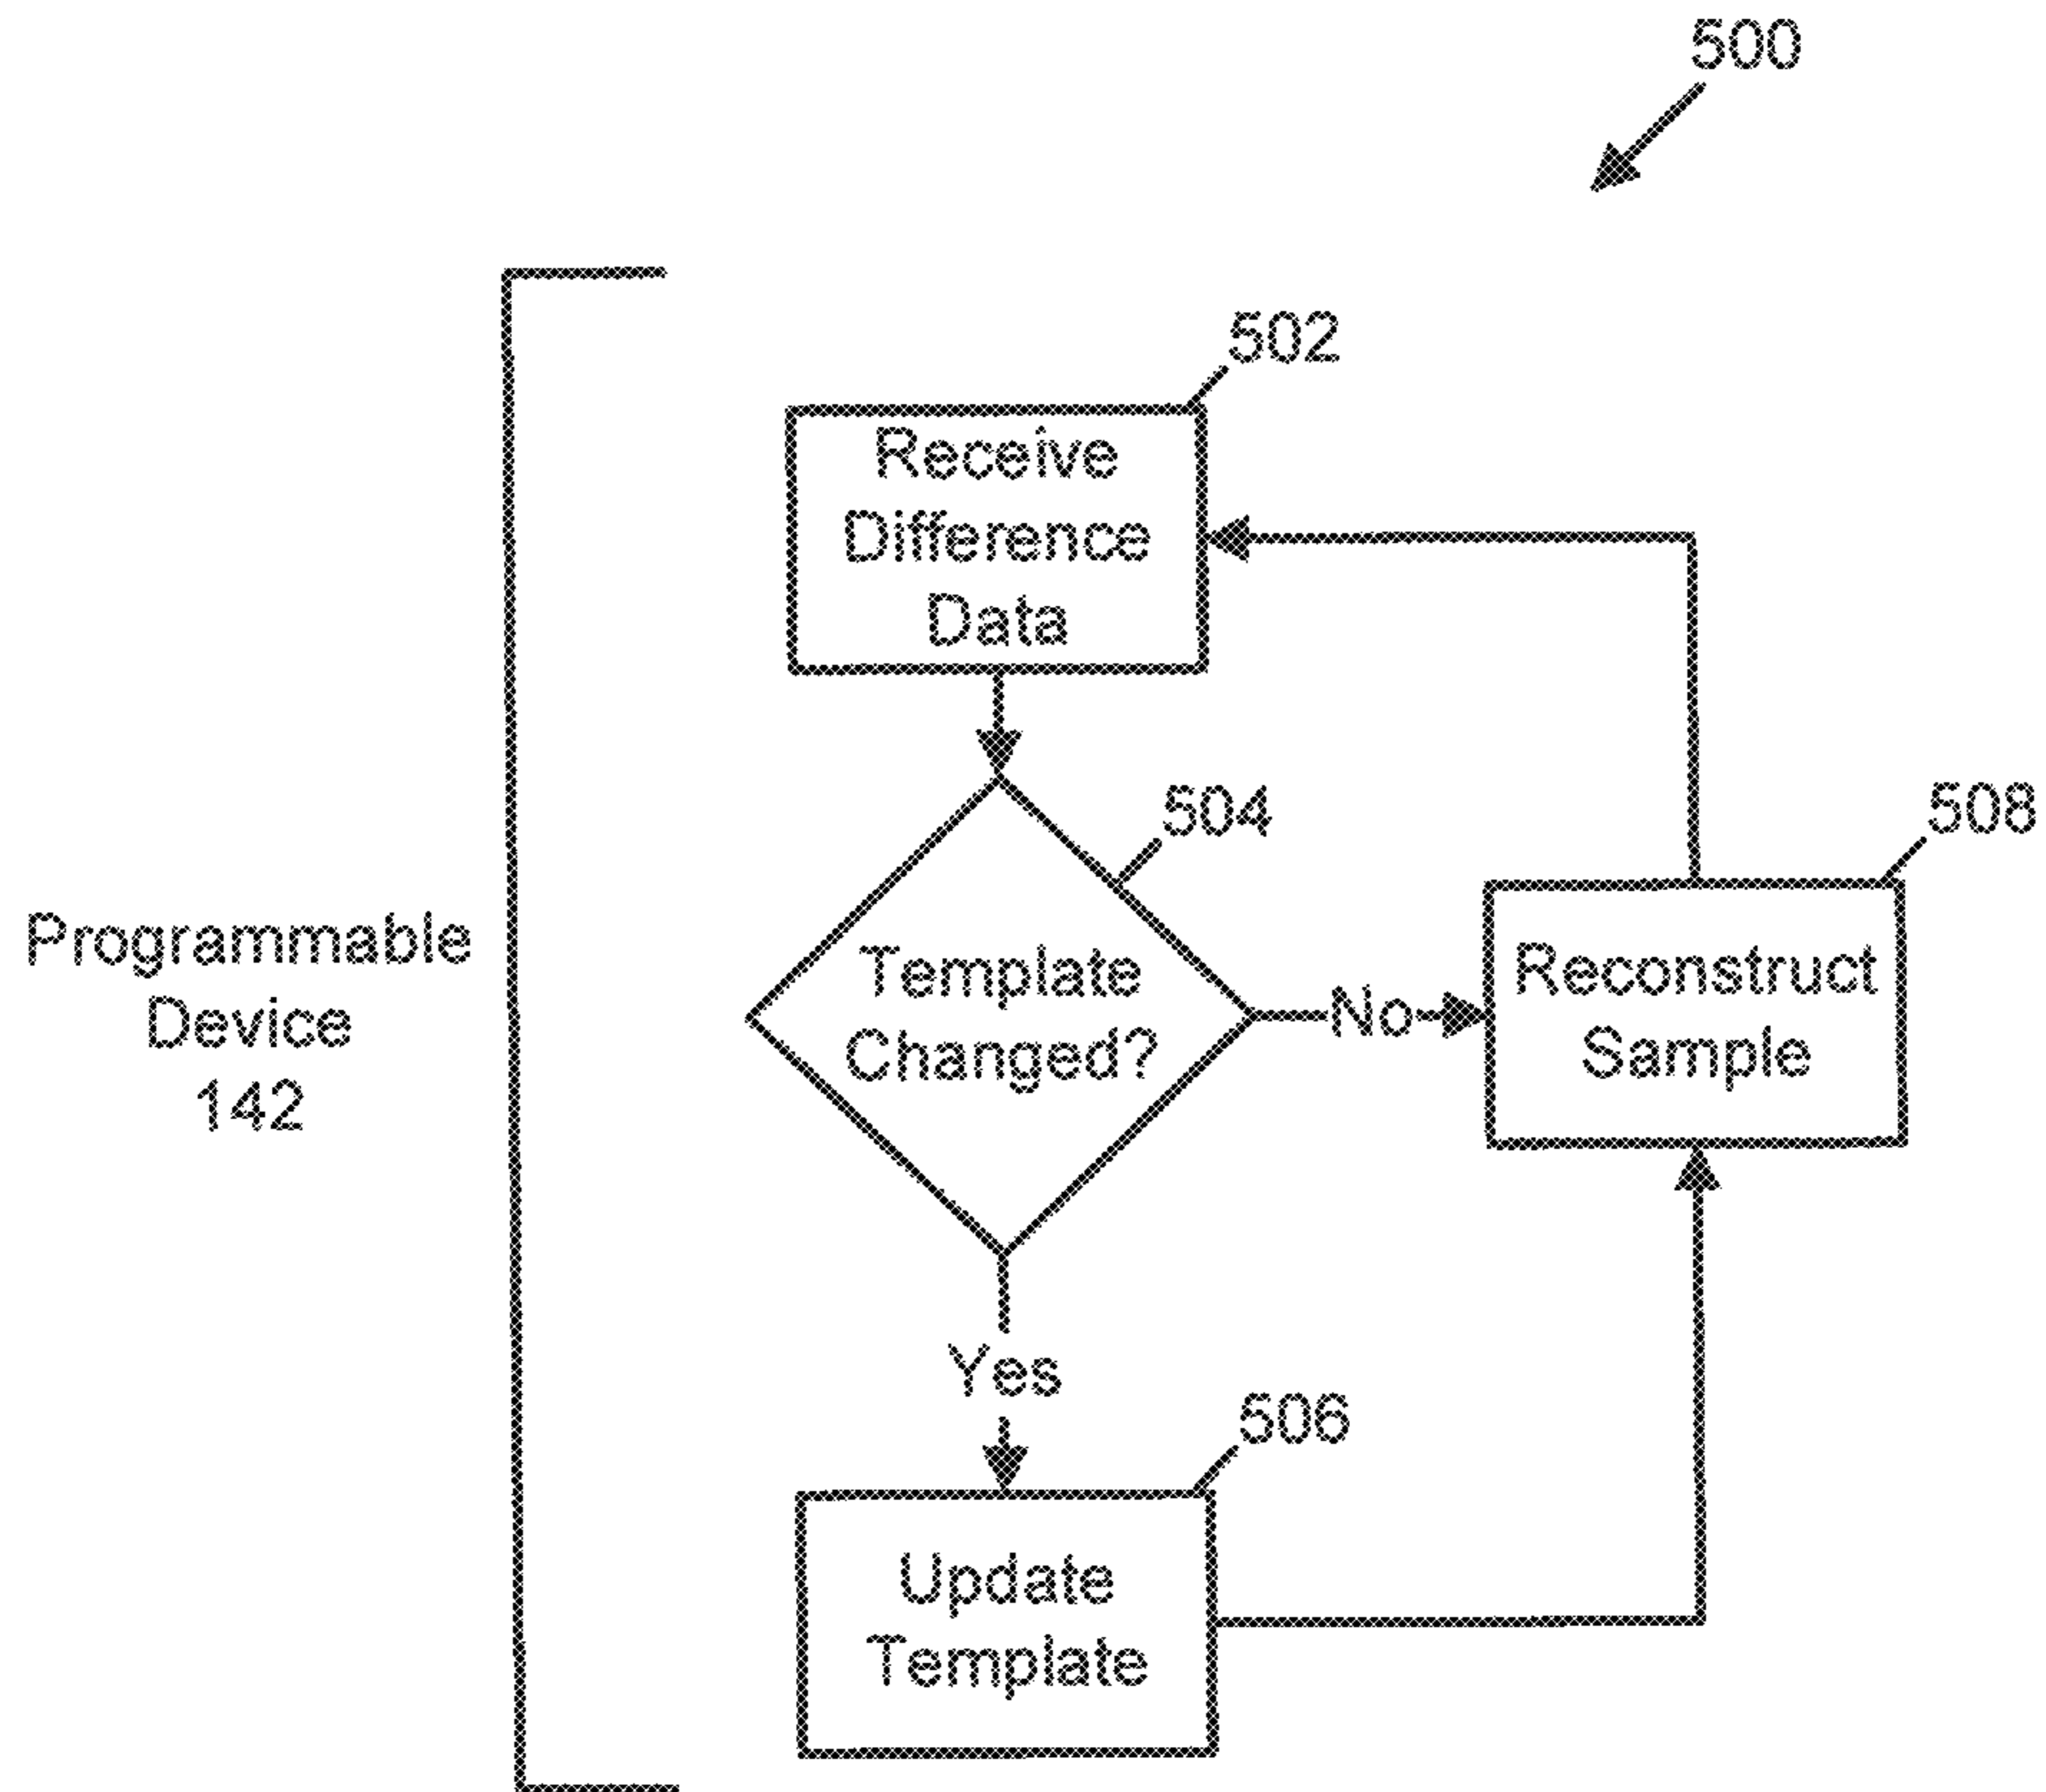 500
502
Receive
Difference
Data
504
508
Programmable
Device
142
Template
Changed?
No
Reconstruct
Sample
Yes
506
Update
Template